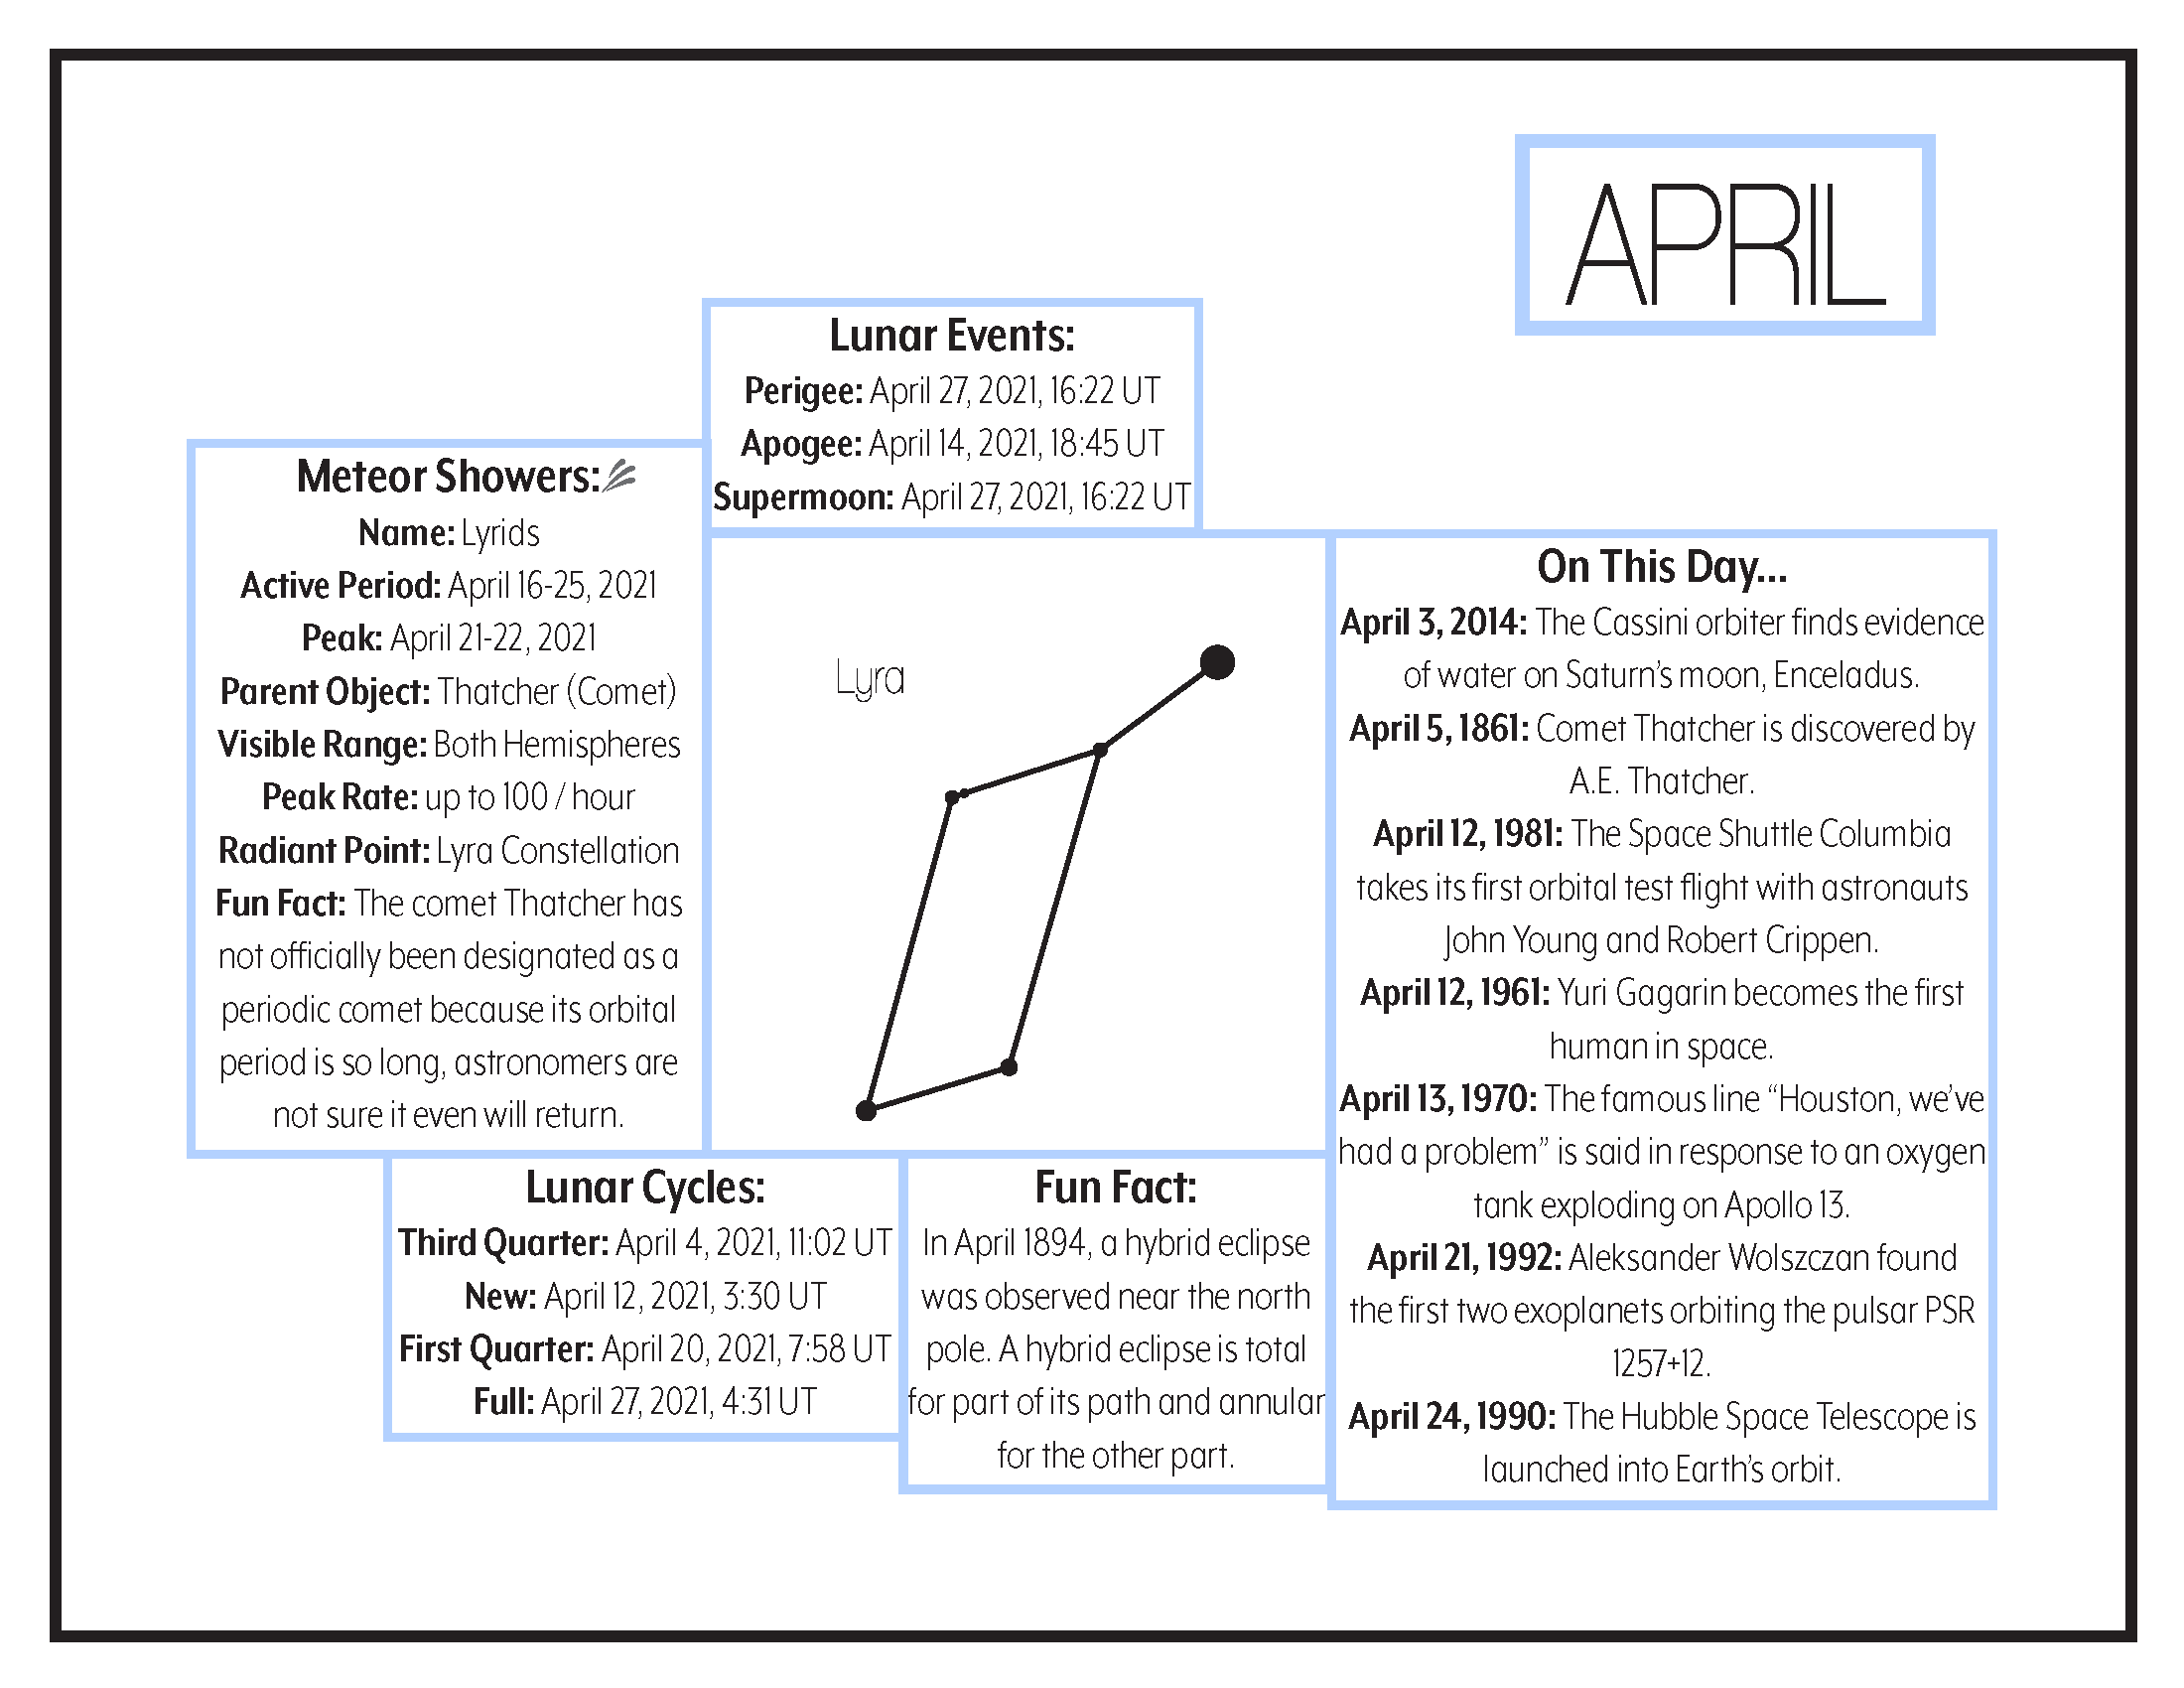 APRIL
Lunar Events:
Perigee: April 27, 2021, 16:22 UT
Apogee: April 14, 2021, 18:45 UT
Supermoon: April 27, 2021, 16:22 UT
Meteor Showers:
Name: Lyrids
Active Period: April 16-25, 2021
Peak: April 21-22, 2021
Parent Object: Thatcher (Comet)
Visible Range: Both Hemispheres
Peak Rate: up to 100 / hour
Radiant Point: Lyra Constellation
Fun Fact: The comet Thatcher has
not officially been designated as a
periodic comet because its orbital
period is so long, astronomers are
not sure it even will return.
Lyra
On This Day...
April 3, 2014: The Cassini orbiter finds evidence
of water on Saturn's moon, Enceladus.
April 5, 1861: Comet Thatcher is discovered by
A.E. Thatcher.
April 12, 1981: The Space Shuttle Columbia
takes its first orbital test flight with astronauts
John Young and Robert Crippen.
April 12, 1961: Yuri Gagarin becomes the first
human in space.
April 13, 1970: The famous line “Houston, we've
had a problem” is said in response to an oxygen
tank exploding on Apollo 13.
April 21, 1992: Aleksander Wolszczan found
the first two exoplanets orbiting the pulsar PSR
1257+12.
April 24, 1990: The Hubble Space Telescope is
launched into Earth's orbit.
Lunar Cycles:
Third Quarter: April 4, 2021, 11:02 UT
New: April 12, 2021, 3:30 UT
First Quarter: April 20, 2021, 7:58 UT
Full: April 27, 2021, 4:31 UT
Fun Fact:
In April 1894, a hybrid eclipse
was observed near the north
pole. A hybrid eclipse is total
for part of its path and annular
for the other part.